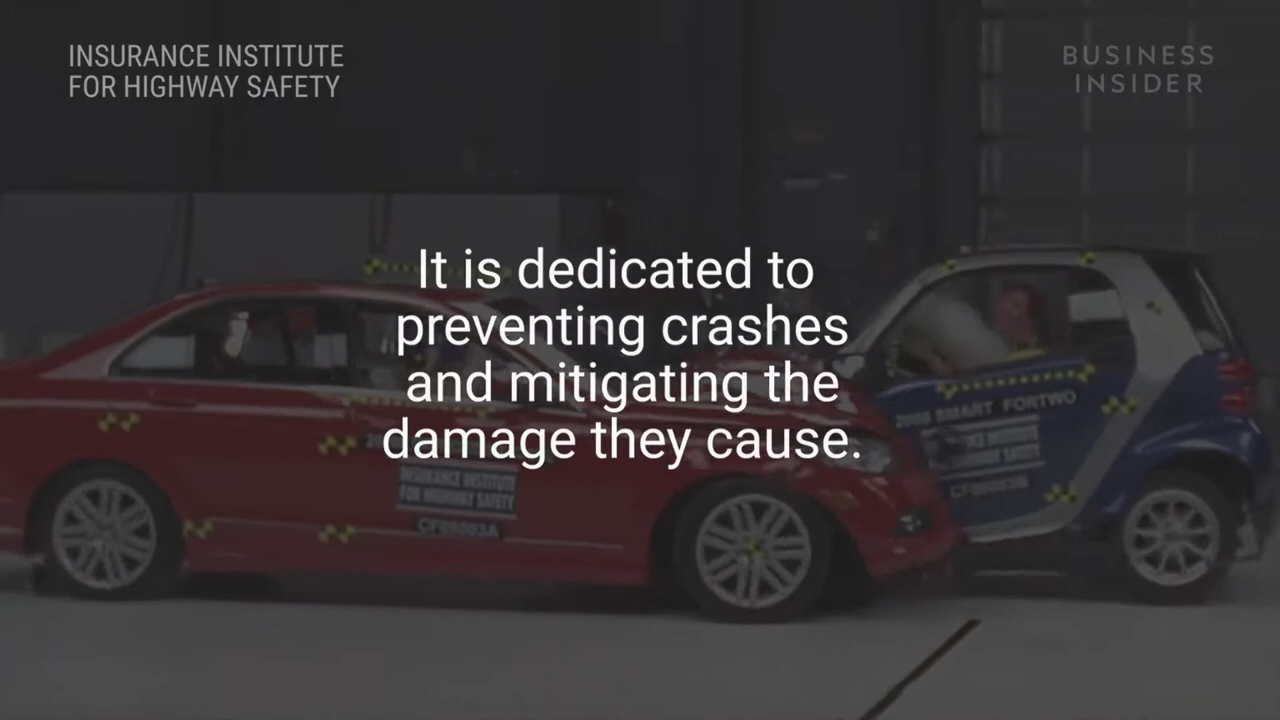 INSURANCE INSTITUTE
FOR HIGHWAY SAFETY
BUSINESS
INSIDER
It is dedicated to
preventing crashes
and mitigating the
damage they cause.
SMART FORTWO
INSURANCE INSTITUTE
FOR HIGHWAY SAFETY
CF08003A